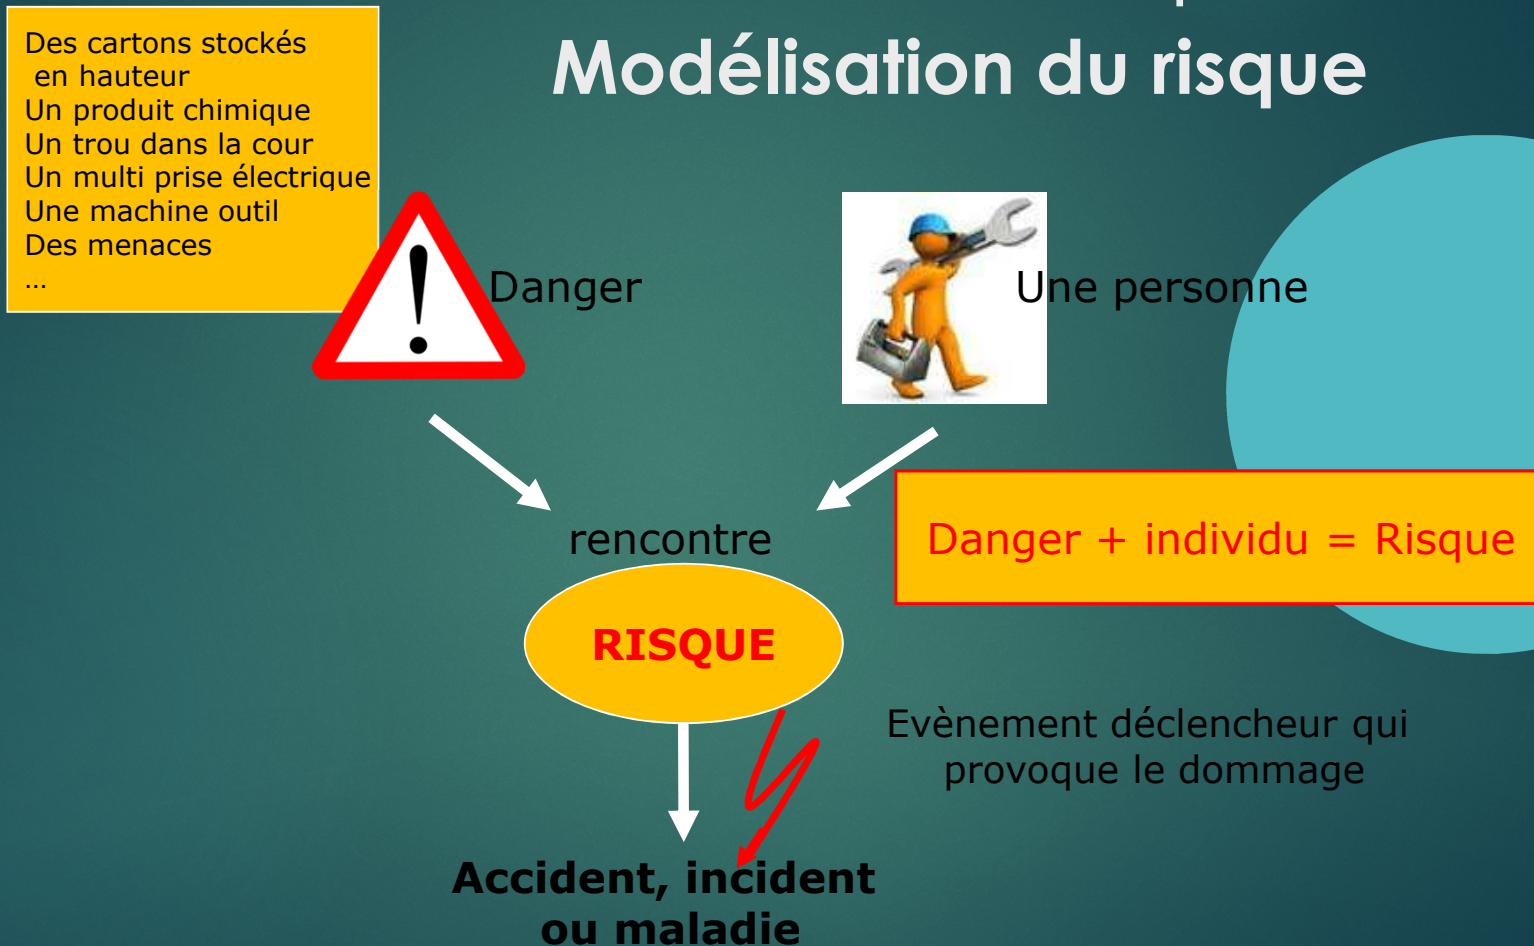 Modélisation du risque
Des cartons stockés
en hauteur
Un produit chimique
Un trou dans la cour
Un multi prise électrique
Une machine outil
Des menaces
…
Danger
Une personne
rencontre
Danger + individu = Risque
RISQUE
Evènement déclencheur qui
provoque le dommage
Accident, incident
ou maladie